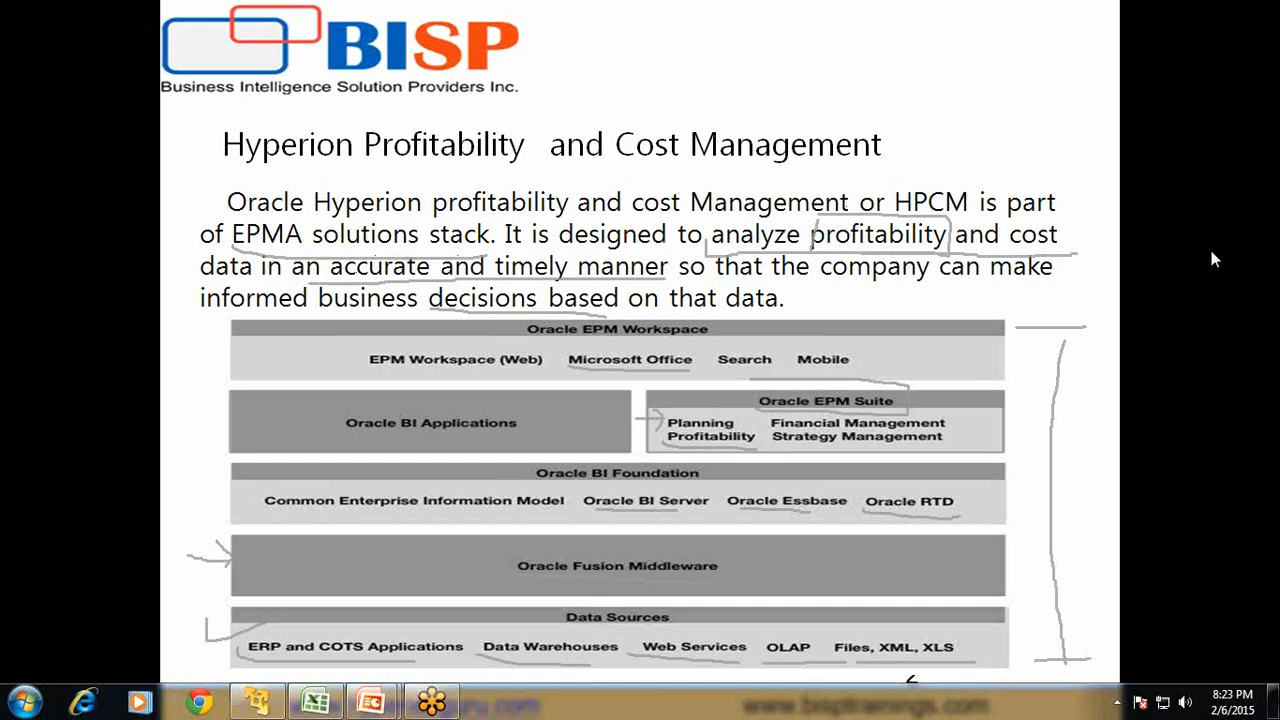 BISP
Business Intelligence Solution Providers Inc.
Hyperion Profitability and Cost Management
Oracle Hyperion profitability and cost Management or HPCM is part
of EPMA solutions stack. It is designed to analyze profitability and cost
data in an accurate and timely manner so that the company can make
informed business decisions based on that data.
Oracle EPM Workspace
EPM Workspace (Web) Microsoft Office Search Mobile
Oracle BI Applications
Oracle EPM Suite
Planning Financial Management
Profitability Strategy Management
Oracle BI Foundation
Common Enterprise Information Model Oracle BI Server Oracle Essbase Oracle RTD
Oracle Fusion Middleware
Data Sources
ERP and COTS Applications Data Warehouses Web Services OLAP Files, XML, XLS
www.bisptrainings.com
8:23 PM
2/6/2015